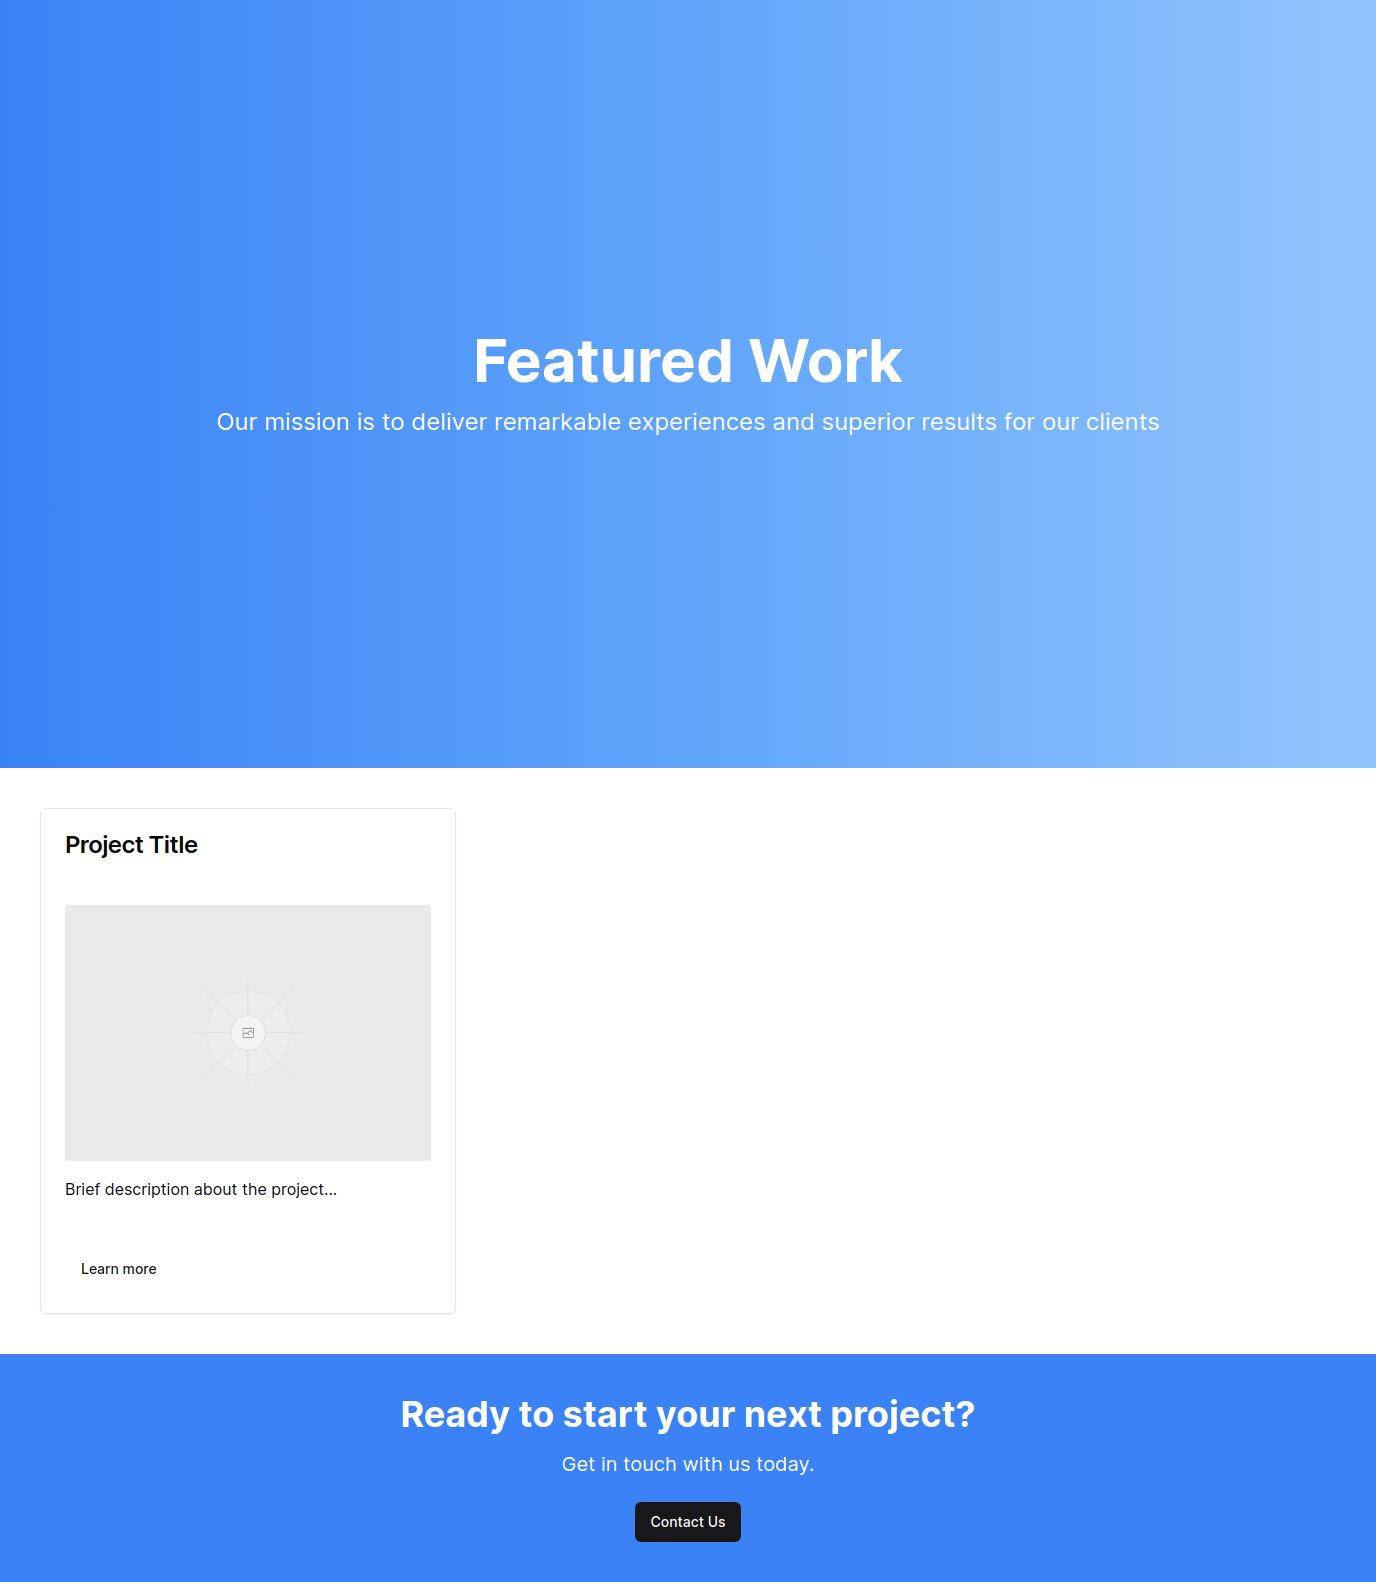 Featured Work
Our mission is to deliver remarkable experiences and superior results for our clients
Project Title
Brief description about the project...
Learn more
Ready to start your next project?
Get in touch with us today.
Contact Us